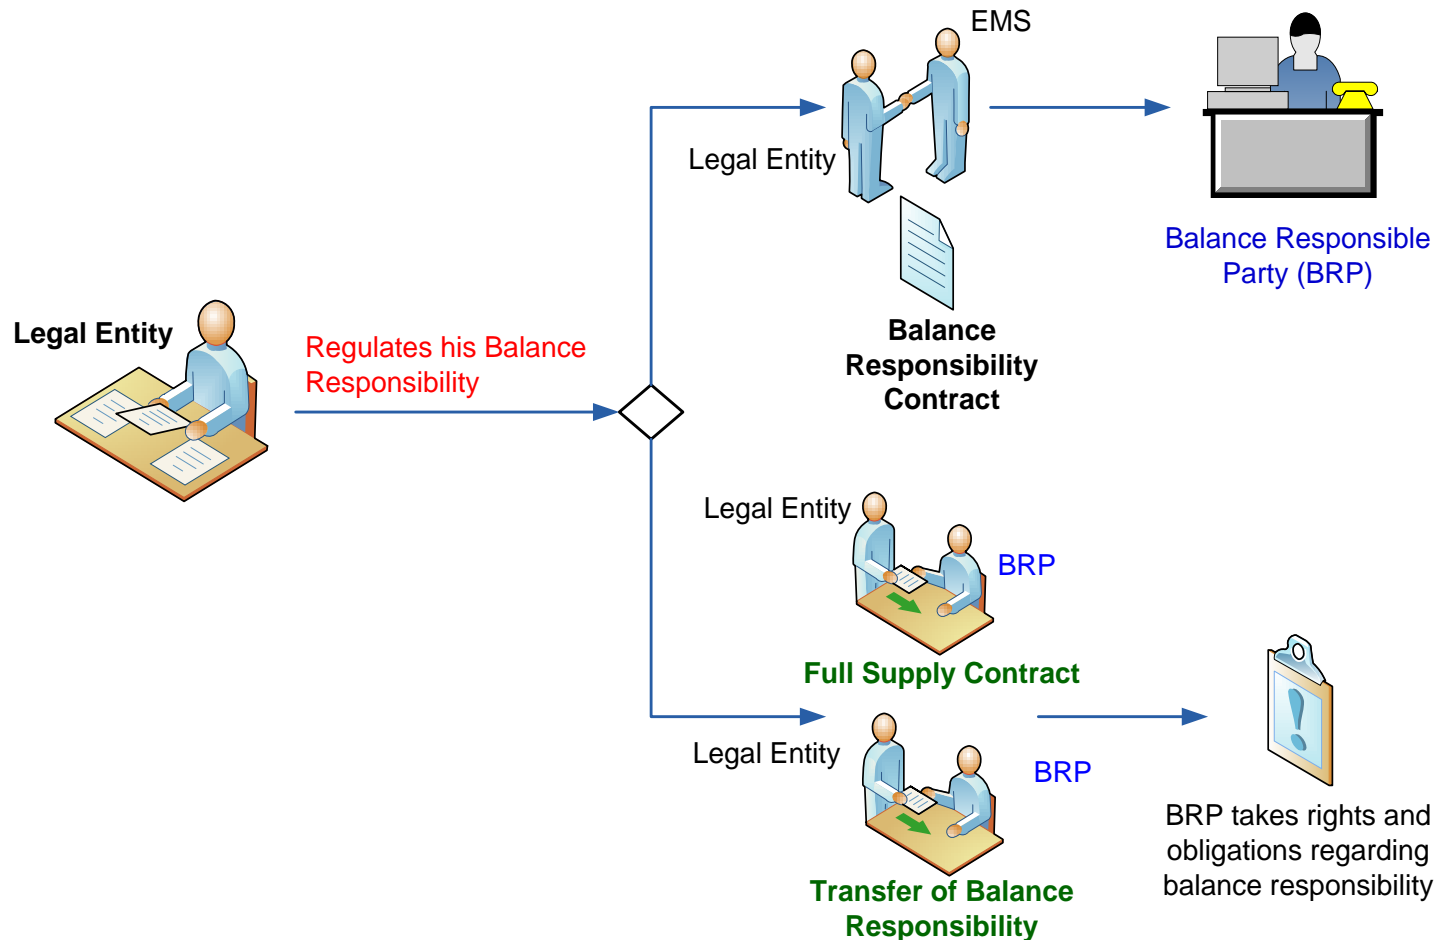 EMS
Legal Entity
Balance Responsible
Party (BRP)
Balance
Responsibility
Contract
Legal Entity
Regulates his Balance
Responsibility
Legal Entity
BRP
Full Supply Contract
Legal Entity
BRP
Transfer of Balance
Responsibility
BRP takes rights and
obligations regarding
balance responsibility